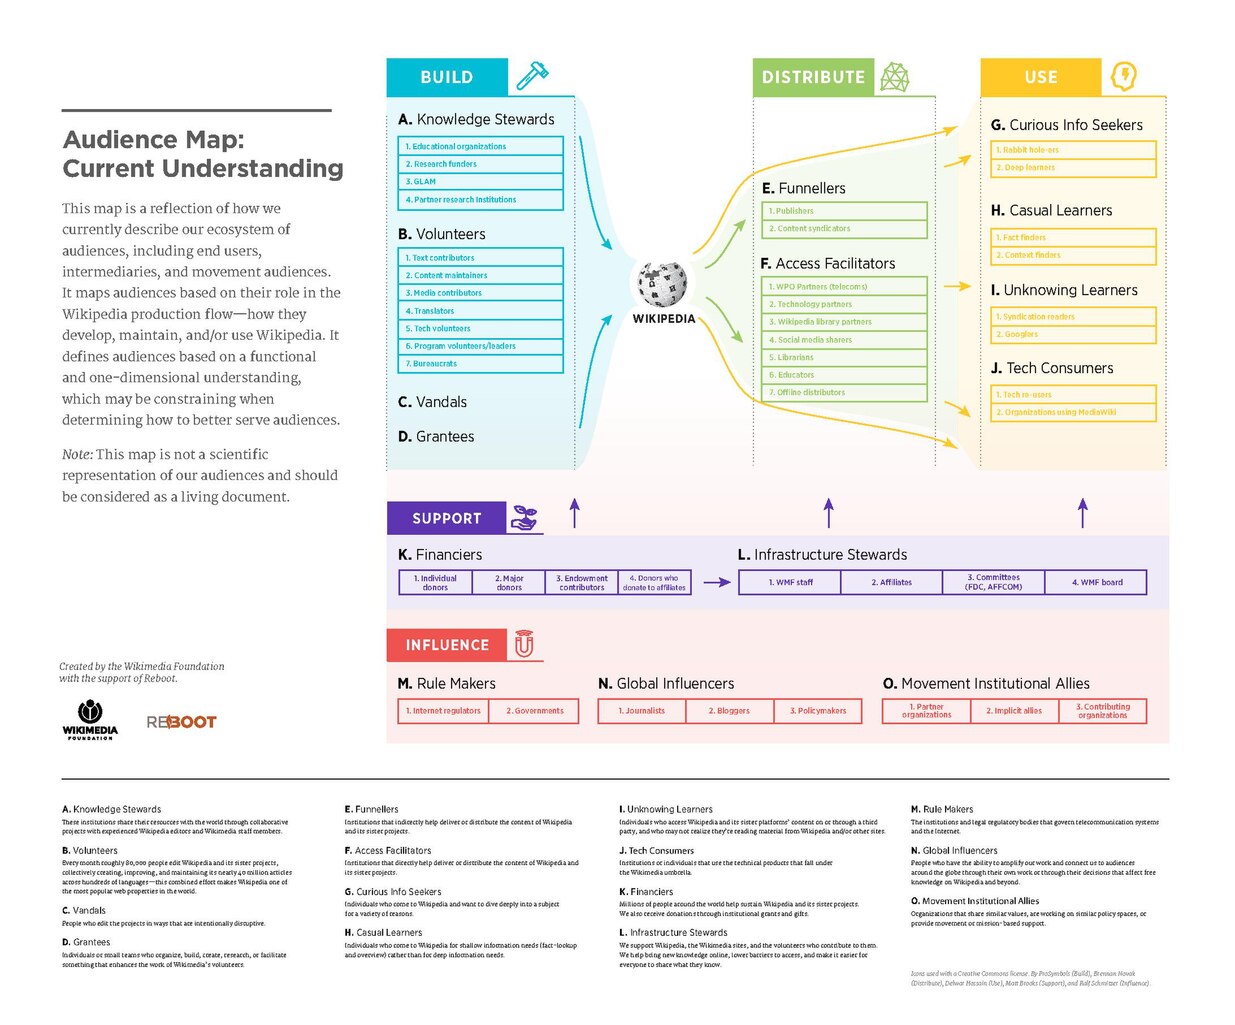 Audience Map:
Current Understanding
This map is a reflection of how we
currently describe our ecosystem of
audiences, including end users,
intermediaries, and movement audiences.
It maps audiences based on their role in the
Wikipedia production flow—how they
develop, maintain, and/or use Wikipedia. It
defines audiences based on a functional
and one-dimensional understanding,
which may be constraining when
determining how to better serve audiences.
Note: This map is not a scientific
representation of our audiences and should
be considered as a living document.
Created by the Wikimedia Foundation
with the support of Reboot.
WIKIMEDIA
FOUNDATION
REBOOT
BUILD
A. Knowledge Stewards
1. Educational organizations
2. Research funders
3. GLAM
4. Partner research Institutions
B. Volunteers
1. Text contributors
2. Content maintainers
3. Media contributors
4. Translators
5. Tech volunteers
6. Program volunteers/leaders
7. Bureaucrats
C. Vandals
D. Grantees
WIKIPEDIA
DISTRIBUTE
E. Funnellers
1. Publishers
2. Content syndicators
F. Access Facilitators
1. WPO Partners (telecoms)
2. Technology partners
3. Wikipedia library partners
4. Social media sharers
5. Librarians
6. Educators
7. Offline distributors
USE
G. Curious Info Seekers
1. Rabbit hole-ers
2. Deep learners
H. Casual Learners
1. Fact finders
2. Context finders
I. Unknowing Learners
1. Syndication readers
2. Googlers
J. Tech Consumers
1. Tech re-users
2. Organizations using MediaWiki
SUPPORT
K. Financiers
1. Individual
donors
2. Major
donors
3. Endowment
contributors
4. Donors who
donate to affiliates
L. Infrastructure Stewards
1. WMF staff
2. Affiliates
3. Committees
(FDC, AFFCOM)
4. WMF board
INFLUENCE
M. Rule Makers
1. Internet regulators
2. Governments
N. Global Influencers
1. Journalists
2. Bloggers
3. Policymakers
O. Movement Institutional Allies
1. Partner
organizations
2. Implicit allies
3. Contributing
organizations
A. Knowledge Stewards
These institutions share their resources with the world through collaborative
projects with experienced Wikipedia editors and Wikimedia staff members.
B. Volunteers
Every month roughly 80,000 people edit Wikipedia and its sister projects,
collectively creating, improving, and maintaining its nearly 40 million articles
across hundreds of languages—this combined effort makes Wikipedia one of
the most popular web properties in the world.
C. Vandals
People who edit the projects in ways that are intentionally disruptive.
D. Grantees
Individuals or small teams who organize, build, create, research, or facilitate
something that enhances the work of Wikimedia's volunteers.
E. Funnellers
Institutions that indirectly help deliver or distribute the content of Wikipedia
and its sister projects.
F. Access Facilitators
Institutions that directly help deliver or distribute the content of Wikipedia and
its sister projects.
G. Curious Info Seekers
Individuals who come to Wikipedia and want to dive deeply into a subject
for a variety of reasons.
H. Casual Learners
Individuals who come to Wikipedia for shallow information needs (fact-lookup
and overview) rather than for deep information needs.
I. Unknowing Learners
Individuals who access Wikipedia and its sister platforms' content on or through a third
party, and who may not realize they're reading material from Wikipedia and/or other sites.
J. Tech Consumers
Institutions or individuals that use the technical products that fall under
the Wikimedia umbrella.
K. Financiers
Millions of people around the world help sustain Wikipedia and its sister projects.
We also receive donations through institutional grants and gifts.
L. Infrastructure Stewards
We support Wikipedia, the Wikimedia sites, and the volunteers who contribute to them.
We help bring new knowledge online, lower barriers to access, and make it easier for
everyone to share what they know.
M. Rule Makers
The institutions and legal regulatory bodies that govern telecommunication systems
and the Internet.
N. Global Influencers
People who have the ability to amplify our work and connect us to audiences
around the globe through their own work or through their decisions that affect free
knowledge on Wikipedia and beyond.
O. Movement Institutional Allies
Organizations that share similar values, are working on similar policy spaces, or
provide movement or mission-based support.
Icons used with a Creative Commons license. By ProSymbols (Build), Brennan Novak
(Distribute), Delwar Hossain (Use), Matt Brooks (Support), and Ralf Schmitzer (Influence)